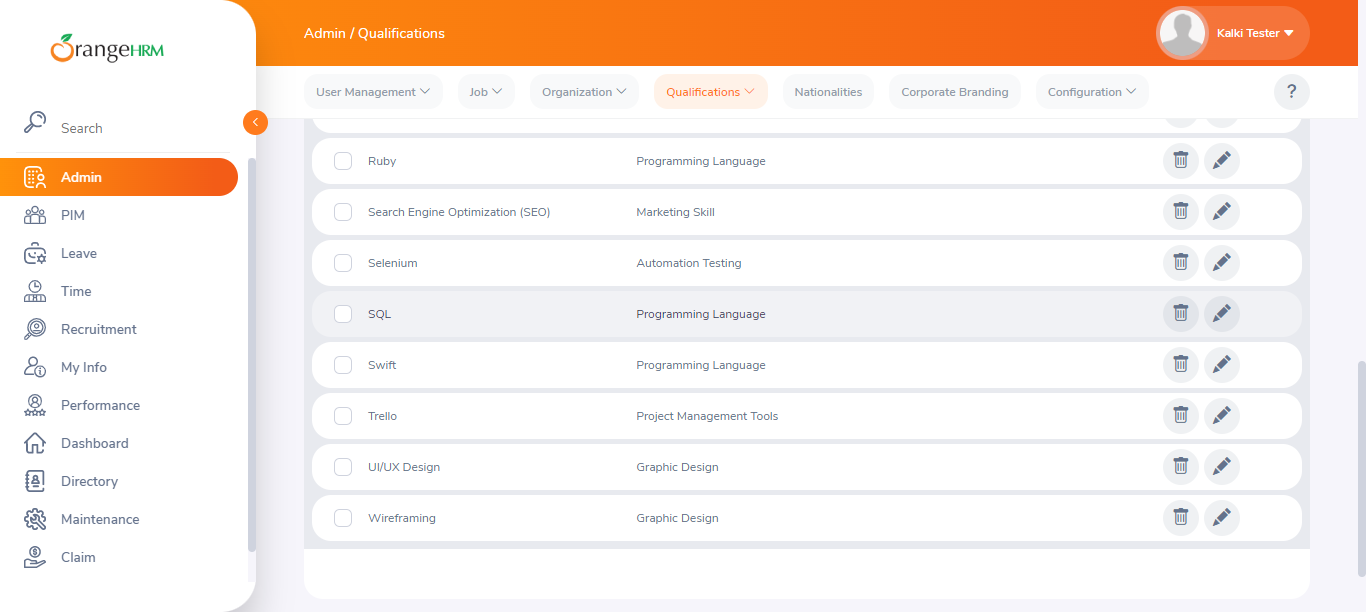 OrangeHRM
Admin / Qualifications
Kalki Tester
User Management
Job
Organization
Qualifications
Nationalities
Corporate Branding
Configuration
?
Search
Admin
PIM
Leave
Time
Recruitment
My Info
Performance
Dashboard
Directory
Maintenance
Claim
Ruby Programming Language
Search Engine Optimization (SEO) Marketing Skill
Selenium Automation Testing
SQL Programming Language
Swift Programming Language
Trello Project Management Tools
UI/UX Design Graphic Design
Wireframing Graphic Design